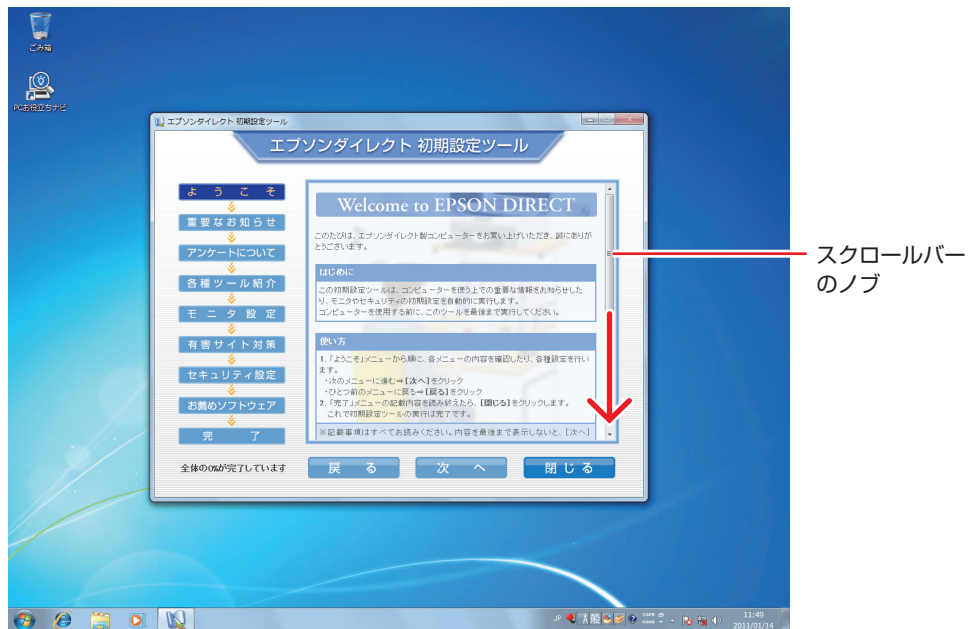 ごみ箱
PCお役立ちナビ
エプソンダイレクト 初期設定ツール
エプソンダイレクト 初期設定ツール
ようこそ
重要なお知らせ
アンケートについて
各種ツール紹介
モニタ設定
有害サイト対策
セキュリティ設定
お薦めソフトウェア
完了
全体の0%が完了しています
Welcome to EPSON DIRECT
このたびは、エプソンダイレクト製コンピューターをお買い上げいただき、誠にありが
とうございます。
はじめに
この初期設定ツールは、コンピューターを使う上での重要な情報をお知らせした
り、モニタやセキュリティの初期設定を自動的に実行します。
コンピューターを使用する前に、このツールを最後まで実行してください。
使い方
1.「ようこそ」メニューから順に、各メニューの内容を確認したり、各種設定を行い
ます。
・次のメニューに進む⇒[次へ]をクリック
・ひとつ前のメニューに戻る⇒[戻る]をクリック
2.「完了」メニューの記載内容を読み終えたら、[閉じる]をクリックします。
これで初期設定ツールの実行は完了です。
※記載事項はすべてお読みください。内容を最後まで表示しないと、[次へ]
戻る
次へ
閉じる
スクロールバー
のノブ
JP
A 般
CAPS
KANA
11:49
2011/01/14